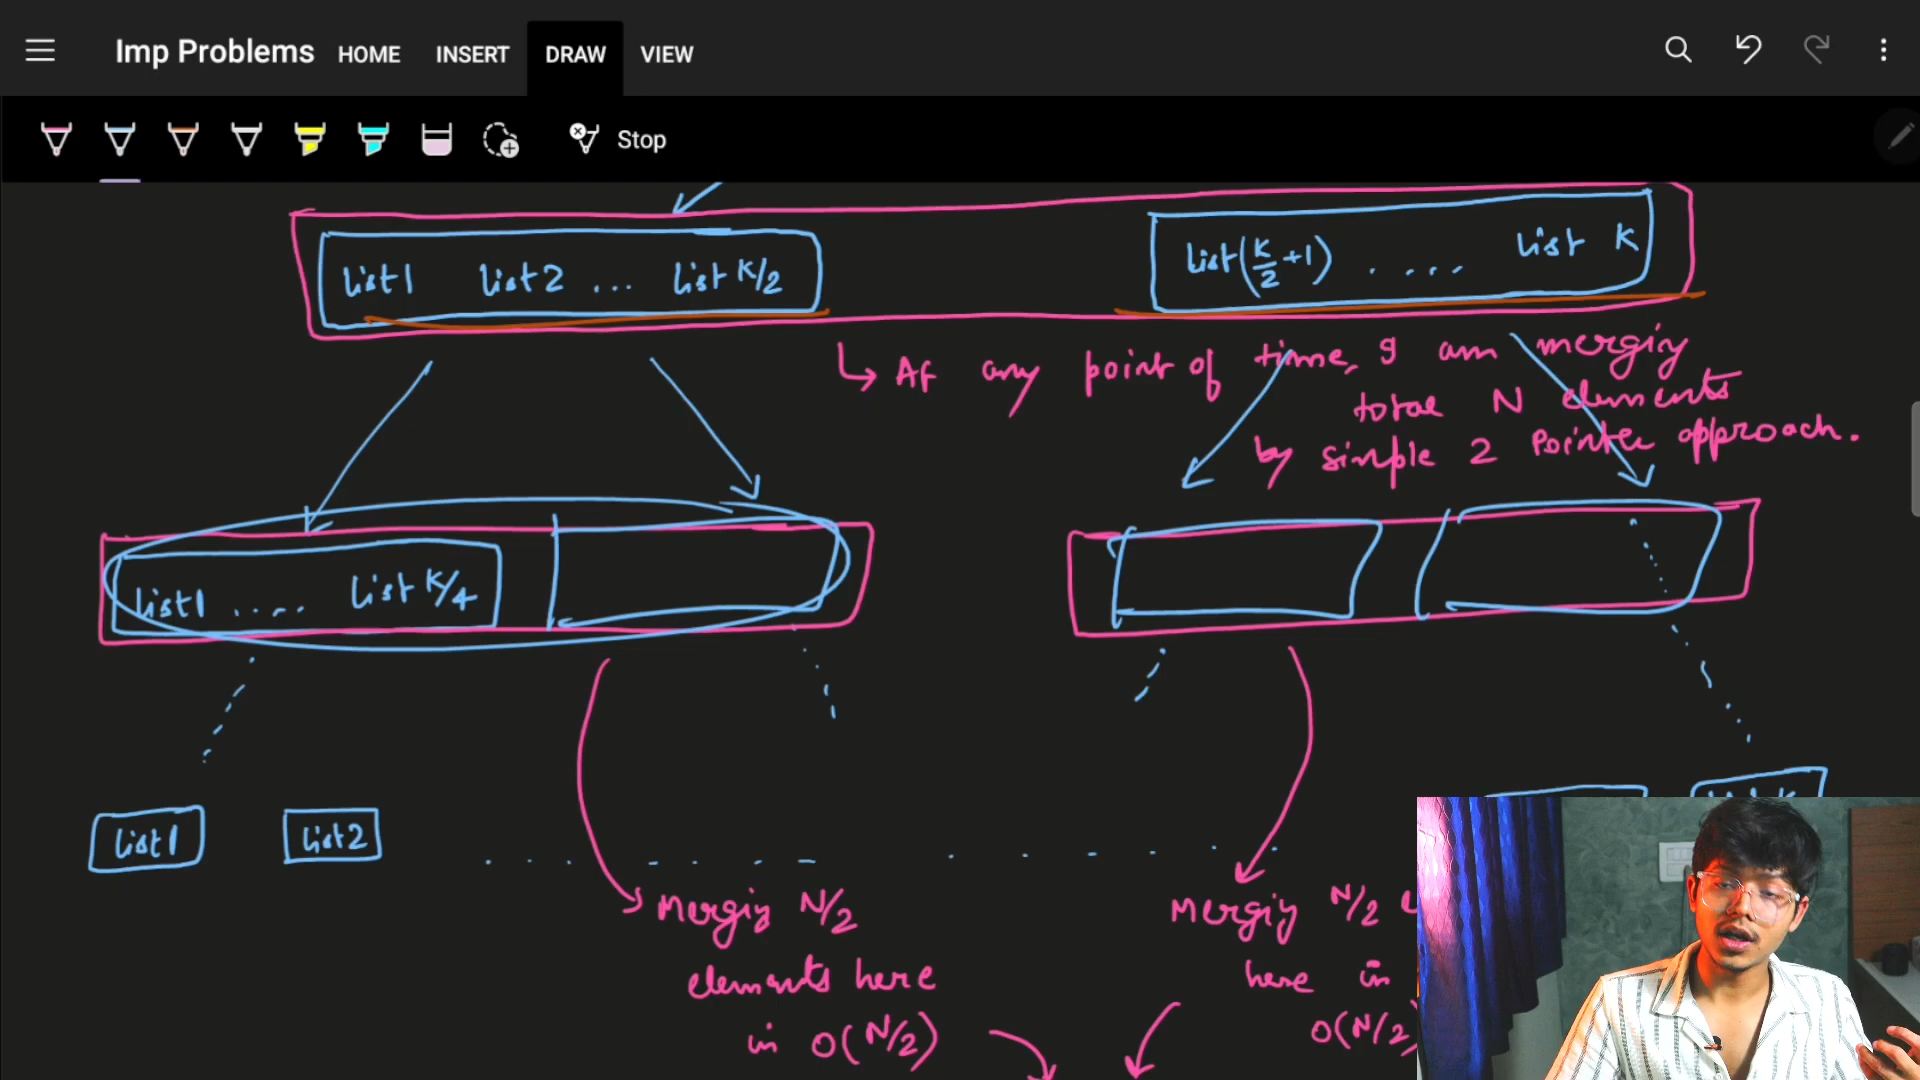 Imp Problems HOME INSERT DRAW VIEW
Stop
list1 list2 ... list K/2
list(K/2+1) ..... list K
↳ At any point of time, I am merging
total N elements
by simple 2 Pointer approach.
list1 ..... list K/4
list1
list2
Merging N/2
elements here
in O(N/2)
Merging N/2 e
here in
O(N/2)